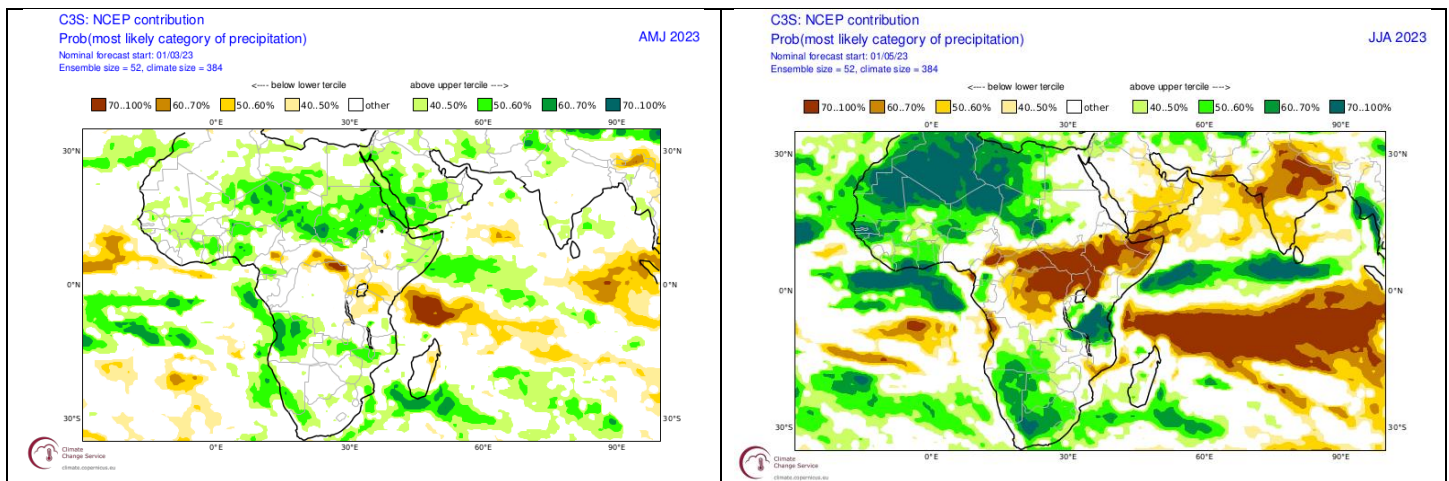 C3S: NCEP contribution
Prob(most likely category of precipitation)
AMJ 2023
Nominal forecast start: 01/03/23
Ensemble size = 52, climate size = 384
<---- below lower tercile
above upper tercile ---->
70..100% 60..70% 50..60% 40..50% other 40..50% 50..60% 60..70% 70..100%
0°E 30°E 60°E 90°E
30°N 30°N
0°N 0°N
30°S 30°S
0°E 30°E 60°E 90°E
Climate
Change Service
climate.copernicus.eu
C3S: NCEP contribution
Prob(most likely category of precipitation)
JJA 2023
Nominal forecast start: 01/05/23
Ensemble size = 52, climate size = 384
<---- below lower tercile
above upper tercile ---->
70..100% 60..70% 50..60% 40..50% other 40..50% 50..60% 60..70% 70..100%
0°E 30°E 60°E 90°E
30°N 30°N
0°N 0°N
30°S 30°S
0°E 30°E 60°E 90°E
Climate
Change Service
climate.copernicus.eu